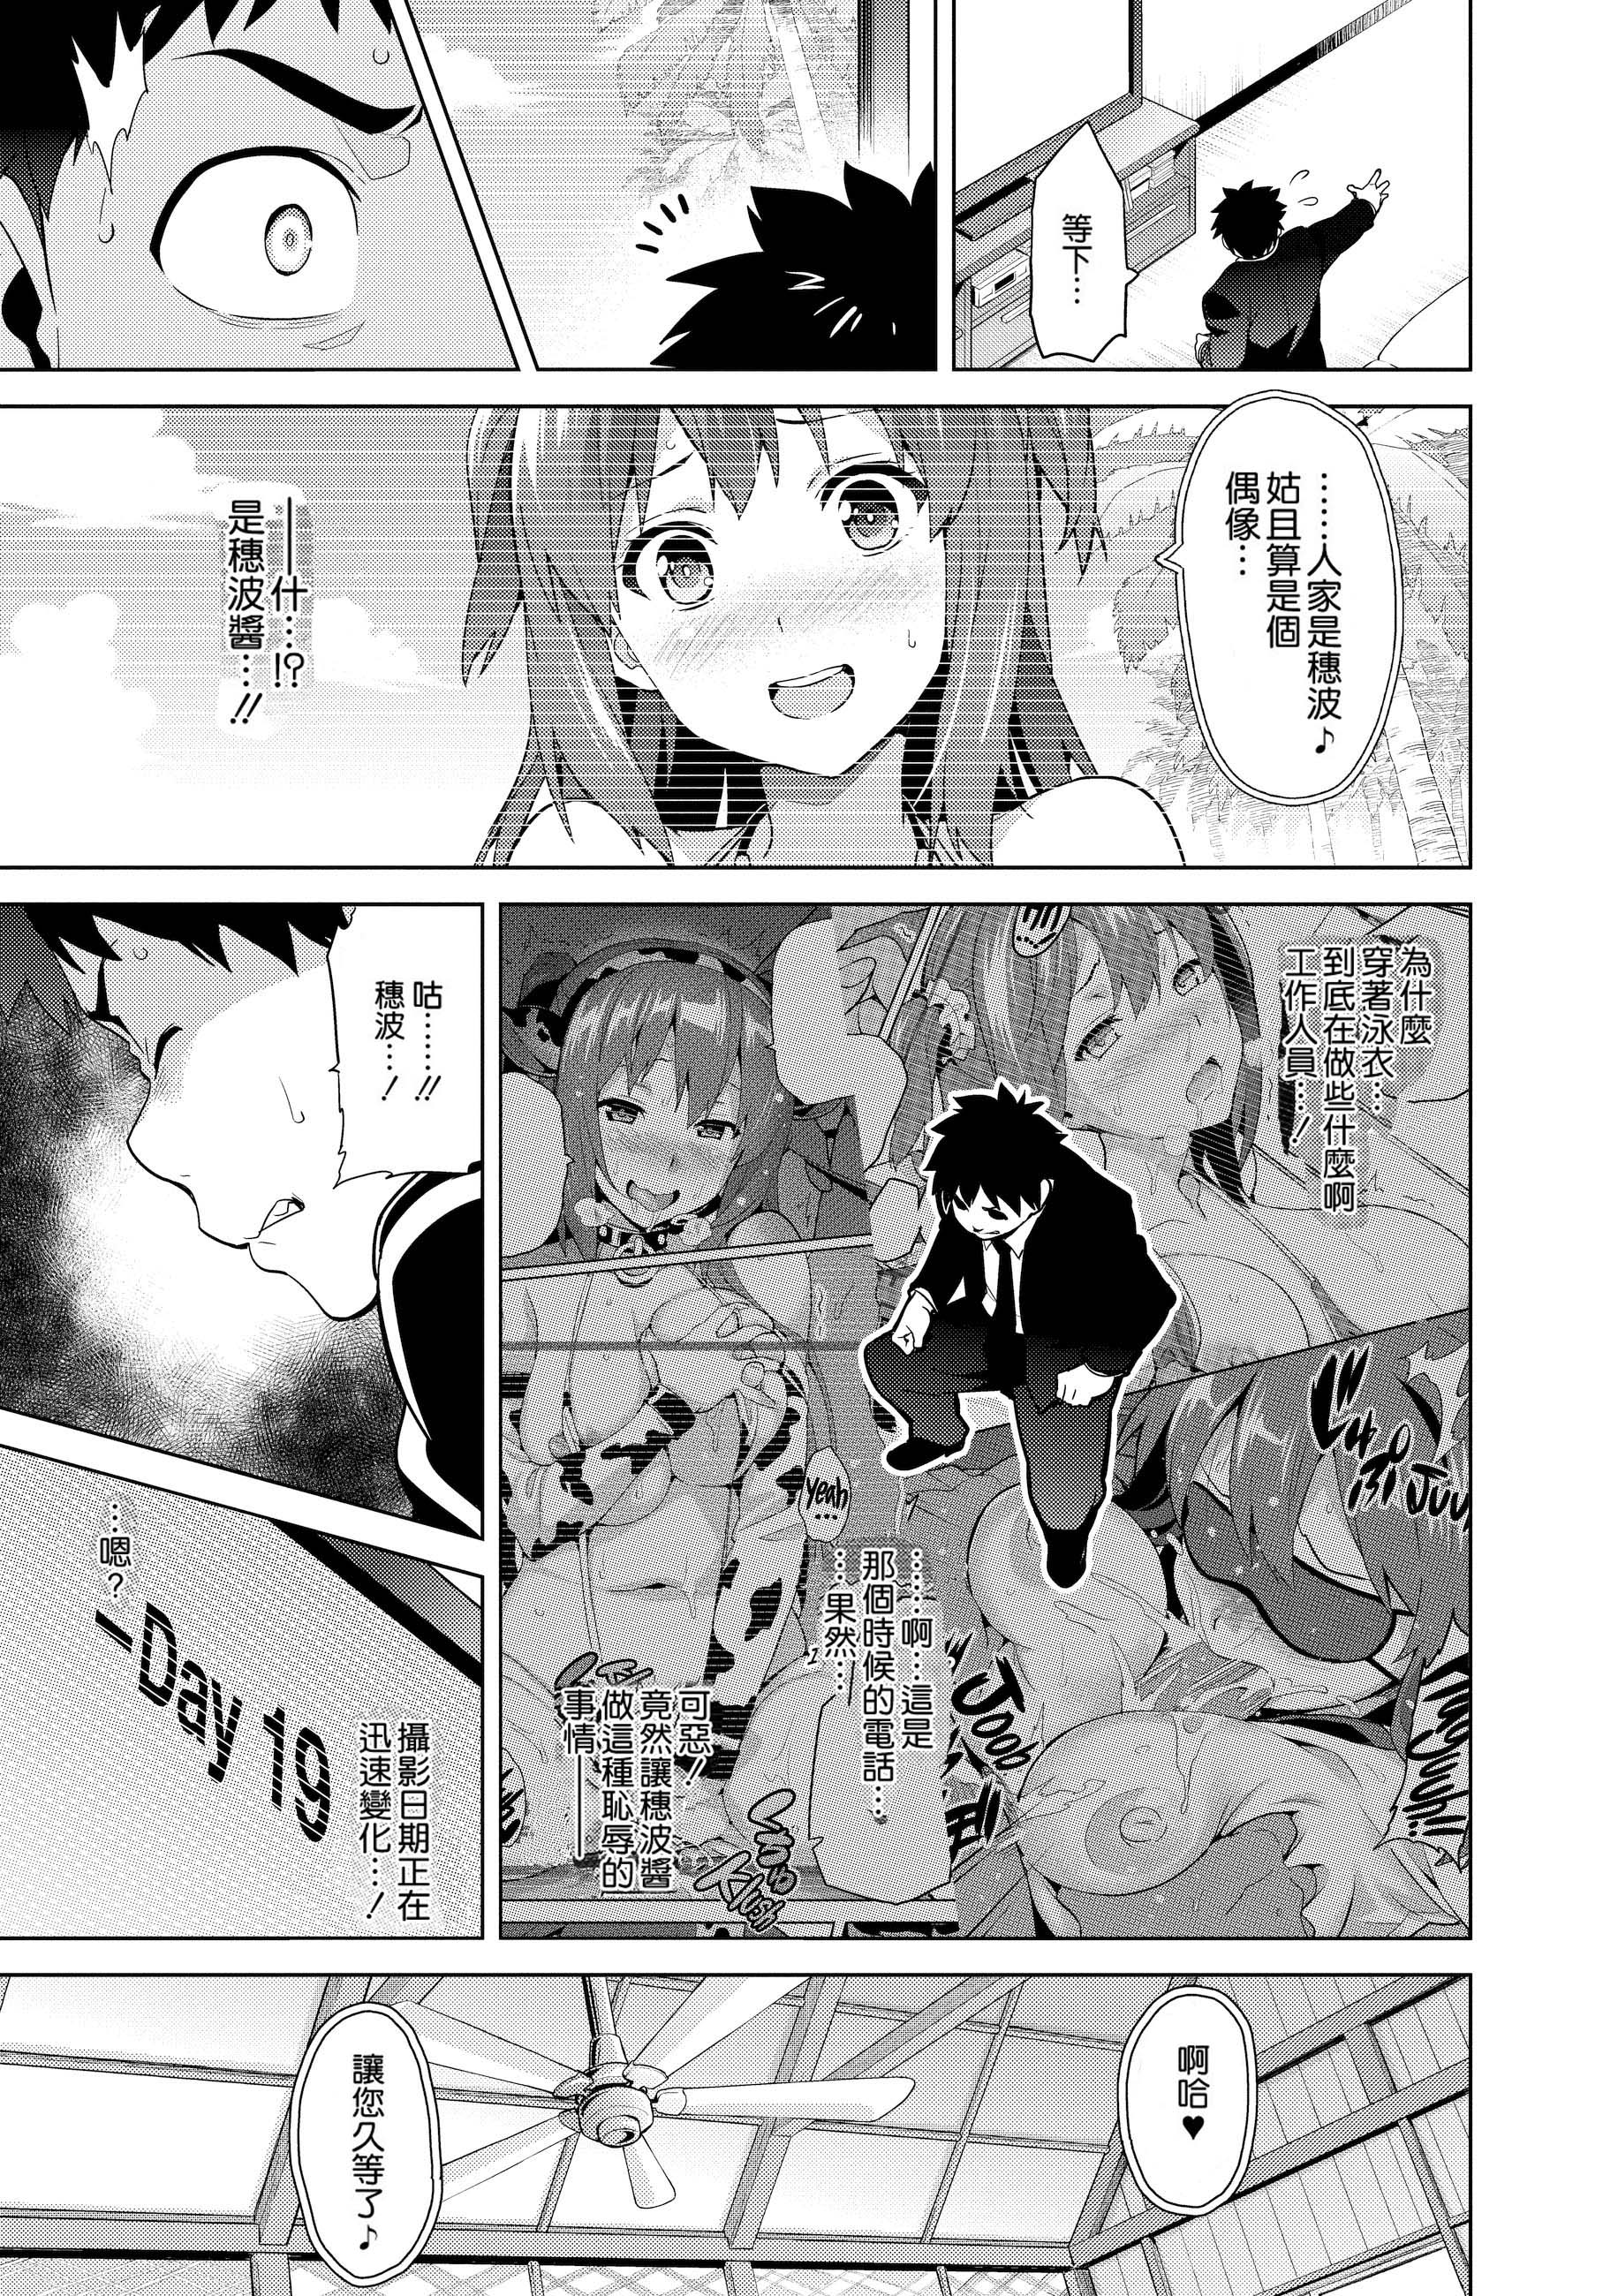 等下…
……人家是穗波♪
姑且算是個
偶像…
——什…!?
是穗波醬…!!
為什麼
穿著泳衣…
到底在做些什麼啊
工作人員…！
yeah
…
ぢゅぷ
Joob
……啊…這是
那個時候的電話…
…果然…
可惡！
竟然讓穗波醬
做這種恥辱的
事情——
咕……!!
穗波…！
–Day 19
…嗯？
攝影日期正在
迅速變化…！
啊哈♥
讓您久等了♪